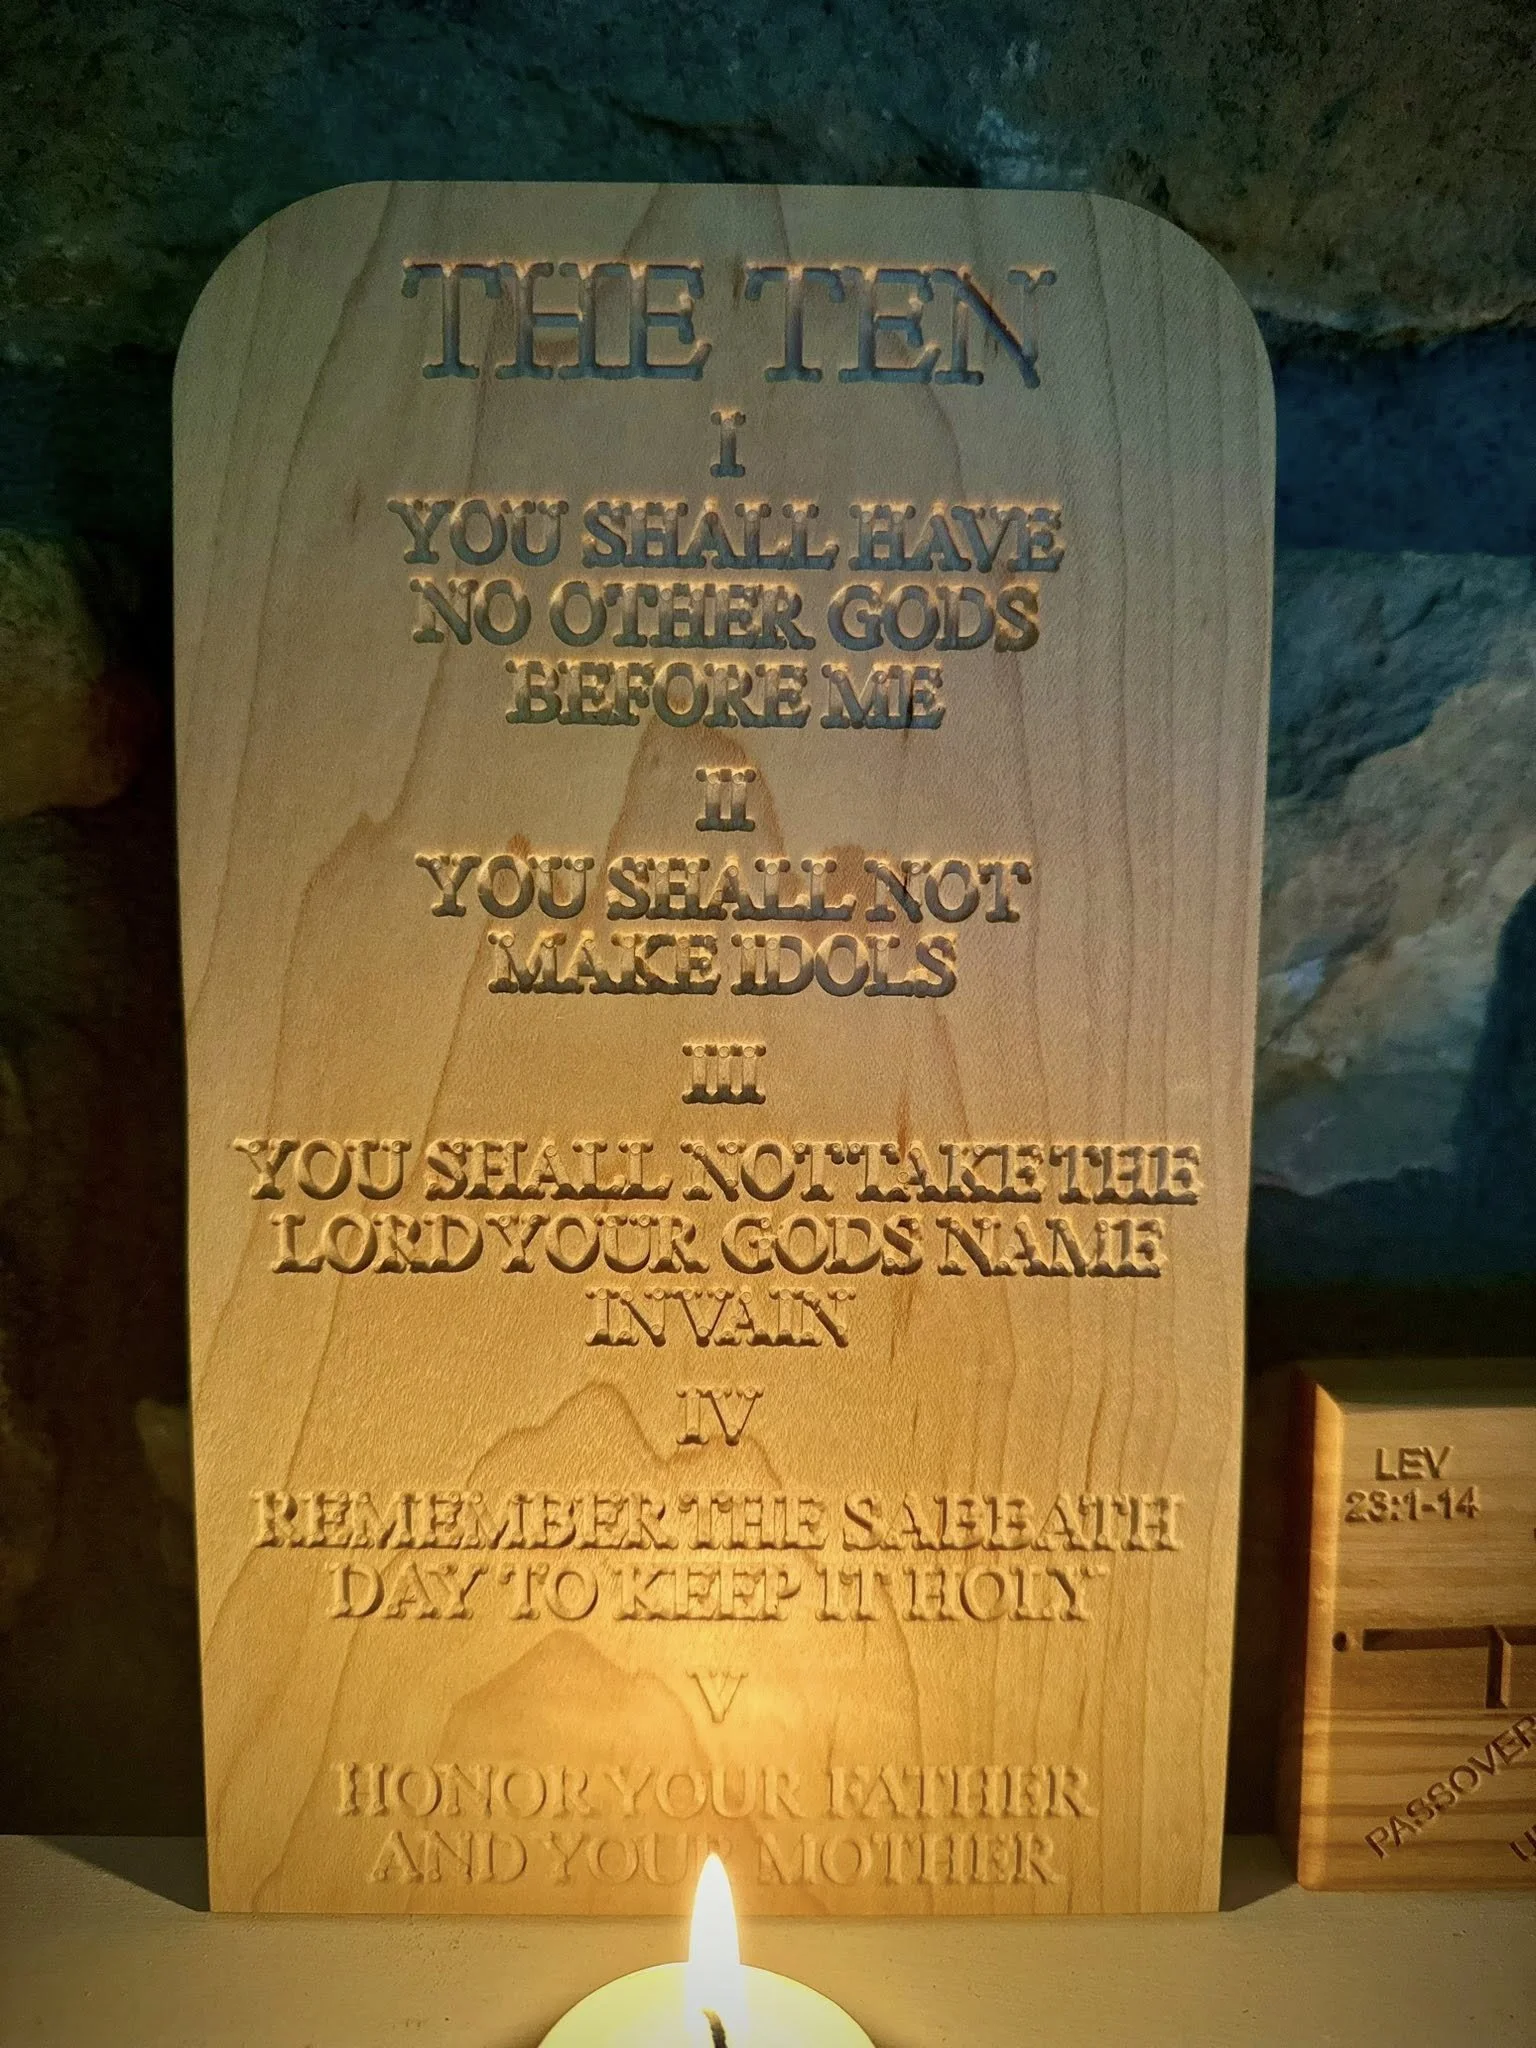 THE TEN
I
YOU SHALL HAVE
NO OTHER GODS
BEFORE ME
II
YOU SHALL NOT
MAKE IDOLS
III
YOU SHALL NOT TAKE THE
LORD YOUR GODS NAME
IN VAIN
IV
REMEMBER THE SABBATH
DAY TO KEEP IT HOLY
V
HONOR YOUR FATHER
AND YOUR MOTHER
LEV
23:1-14
PASSOVER